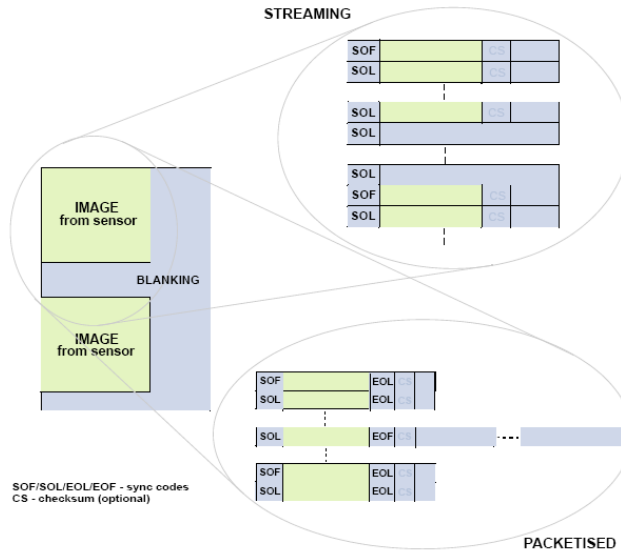 STREAMING
SOF CS
SOL CS
SOL CS
SOL
SOL
SOF CS
SOL CS
IMAGE
from sensor
BLANKING
IMAGE
from sensor
SOF EOL CS
SOL EOL CS
SOL EOF CS
SOF EOL CS
SOL EOL CS
SOF/SOL/EOL/EOF - sync codes
CS - checksum (optional)
PACKETISED